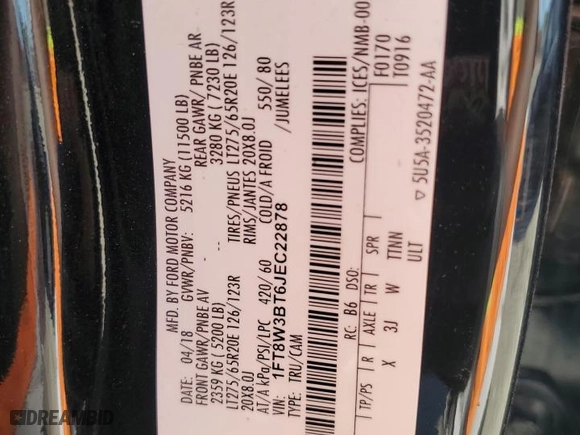 MFD. BY FORD MOTOR COMPANY
DATE: 04/18 GVWR/PNBV: 5216 KG (11500 LB)
FRONT GAWR/PNBE AV REAR GAWR/ PNBE AR
2359 KG ( 5200 LB) 3280 KG ( 7230 LB)
LT275/65R20E 126/123R TIRES/PNEUS LT275/65R20E 126/123R
20X8.0J RIMS/JANTES 20X8.0J
AT/A kPa/PSI/LPC 420/ 60 COLD/A FROID 550/ 80
/JUMELEES
VIN: 1FT8W3BT6JEC22878
TYPE: TRU/CAM COMPLIES: ICES/NMB-00
F0170
T0916
RC: B6 DSO:
TP/PS R AXLE TR SPR
X 3J W TTNN
ULT
▽ 5U5A-3520472-AA
DREAMBID